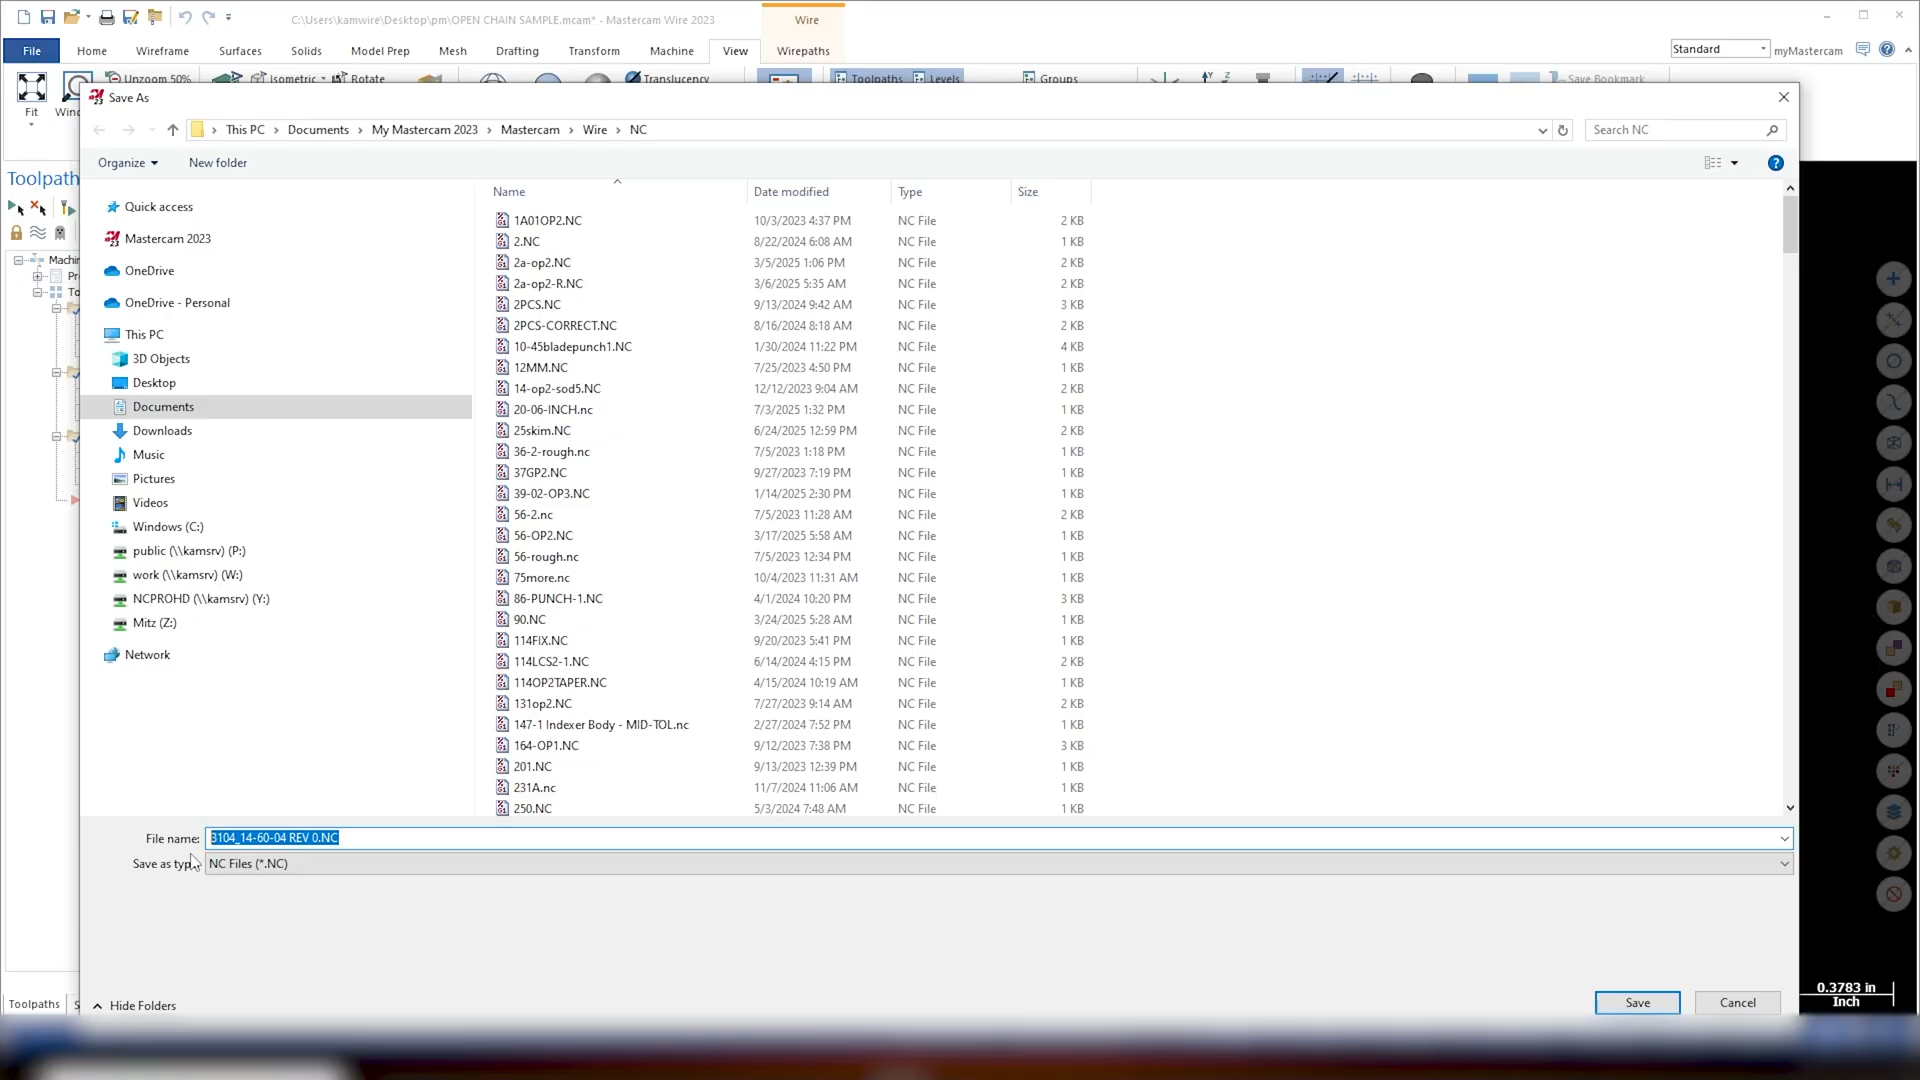 C:\Users\kamwire\Desktop\pm\OPEN CHAIN SAMPLE.mcam* - Mastercam Wire 2023
Wire
File Home Wireframe Surfaces Solids Model Prep Mesh Drafting Transform Machine View Wirepaths
Standard myMastercam
Unzoom 50% Isometric Rotate Translucency Toolpaths Levels Groups Save Bookmark
Fit
Save As
This PC > Documents > My Mastercam 2023 > Mastercam > Wire > NC
Search NC
Organize New folder
Toolpath
Name Date modified Type Size
Quick access
Mastercam 2023
OneDrive
OneDrive - Personal
This PC
3D Objects
Desktop
Documents
Downloads
Music
Pictures
Videos
Windows (C:)
public (\\kamsrv) (P:)
work (\\kamsrv) (W:)
NCPROHD (\\kamsrv) (Y:)
Mitz (Z:)
Network
1A01OP2.NC 10/3/2023 4:37 PM NC File 2 KB
2.NC 8/22/2024 6:08 AM NC File 1 KB
2a-op2.NC 3/5/2025 1:06 PM NC File 2 KB
2a-op2-R.NC 3/6/2025 5:35 AM NC File 2 KB
2PCS.NC 9/13/2024 9:42 AM NC File 3 KB
2PCS-CORRECT.NC 8/16/2024 8:18 AM NC File 2 KB
10-45bladepunch1.NC 1/30/2024 11:22 PM NC File 4 KB
12MM.NC 7/25/2023 4:50 PM NC File 1 KB
14-op2-sod5.NC 12/12/2023 9:04 AM NC File 2 KB
20-06-INCH.nc 7/3/2025 1:32 PM NC File 1 KB
25skim.NC 6/24/2025 12:59 PM NC File 2 KB
36-2-rough.nc 7/5/2023 1:18 PM NC File 1 KB
37GP2.NC 9/27/2023 7:19 PM NC File 1 KB
39-02-OP3.NC 1/14/2025 2:30 PM NC File 1 KB
56-2.nc 7/5/2023 11:28 AM NC File 2 KB
56-OP2.NC 3/17/2025 5:58 AM NC File 1 KB
56-rough.nc 7/5/2023 12:34 PM NC File 1 KB
75more.nc 10/4/2023 11:31 AM NC File 1 KB
86-PUNCH-1.NC 4/1/2024 10:20 PM NC File 3 KB
90.NC 3/24/2025 5:28 AM NC File 1 KB
114FIX.NC 9/20/2023 5:41 PM NC File 1 KB
114LCS2-1.NC 6/14/2024 4:15 PM NC File 2 KB
114OP2TAPER.NC 4/15/2024 10:19 AM NC File 1 KB
131op2.NC 7/27/2023 9:14 AM NC File 2 KB
147-1 Indexer Body - MID-TOL.nc 2/27/2024 7:52 PM NC File 1 KB
164-OP1.NC 9/12/2023 7:38 PM NC File 3 KB
201.NC 9/13/2023 12:39 PM NC File 1 KB
231A.nc 11/7/2024 11:06 AM NC File 1 KB
250.NC 5/3/2024 7:48 AM NC File 1 KB
File name: 3104_14-60-04 REV 0.NC
Save as type NC Files (*.NC)
Hide Folders
Save Cancel
Toolpaths
0.3783 in
Inch